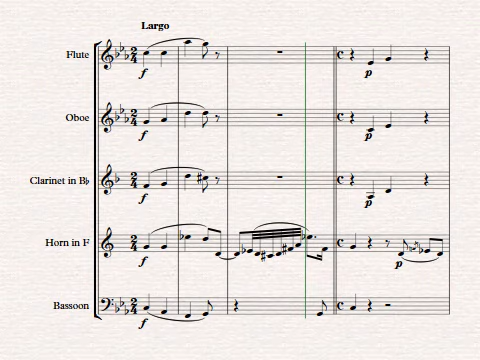 Largo
Flute
f
p
Oboe
f
p
Clarinet in B♭
f
p
Horn in F
f
p
Bassoon
f